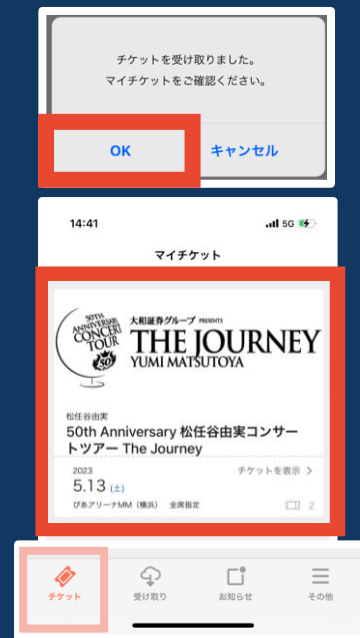 チケットを受け取りました。
マイチケットをご確認ください。
OK キャンセル
14:41 5G
マイチケット
50TH
ANNIVERSARY
CONCERT
TOUR
50
大和証券グループ PRESENTS
THE JOURNEY
YUMI MATSUTOYA
松任谷由実
50th Anniversary 松任谷由実コンサー
トツアー The Journey
2023 チケットを表示
5.13 (土)
ぴあアリーナMM（横浜） 全席指定 2
チケット 受け取り お知らせ その他